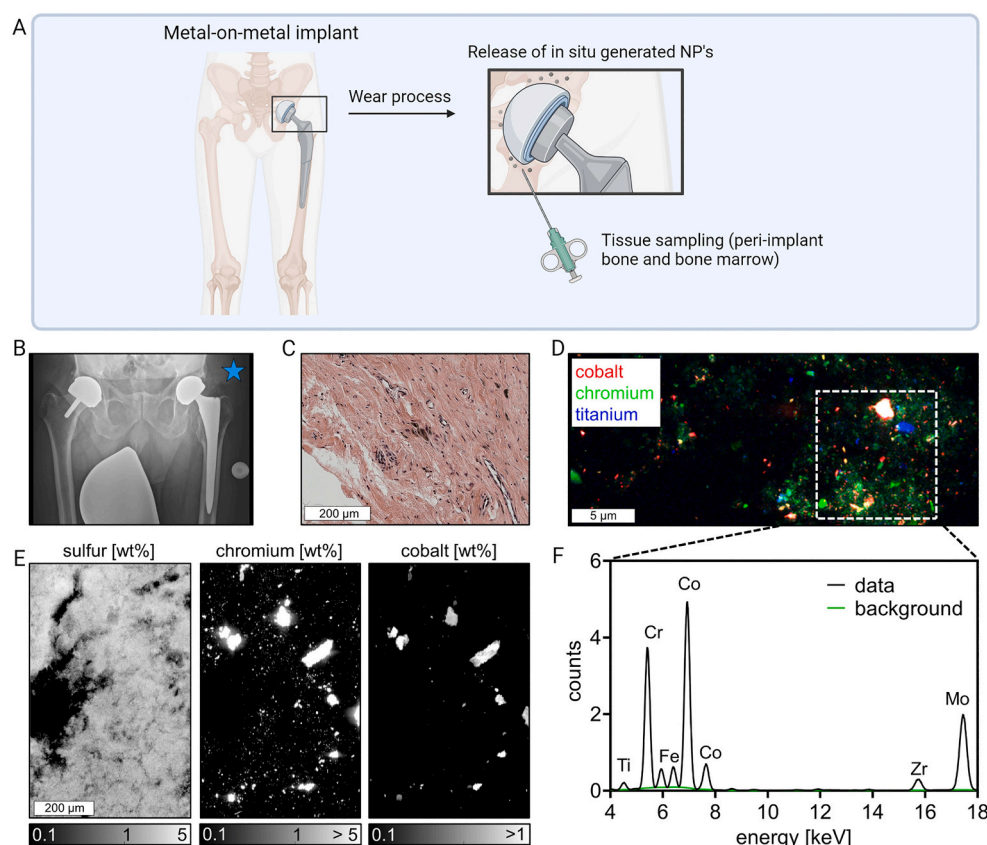 A
Metal-on-metal implant
Wear process
Release of in situ generated NP's
Tissue sampling (peri-implant
bone and bone marrow)
B
C
200 µm
D
cobalt
chromium
titanium
5 µm
E
sulfur [wt%]
chromium [wt%]
cobalt [wt%]
200 µm
0.1 1 5
0.1 1 > 5
0.1 >1
F
6
4
2
0
counts
Ti
Cr
Fe
Co
Co
Zr
Mo
data
background
4 6 8 10 12 14 16 18
energy [keV]